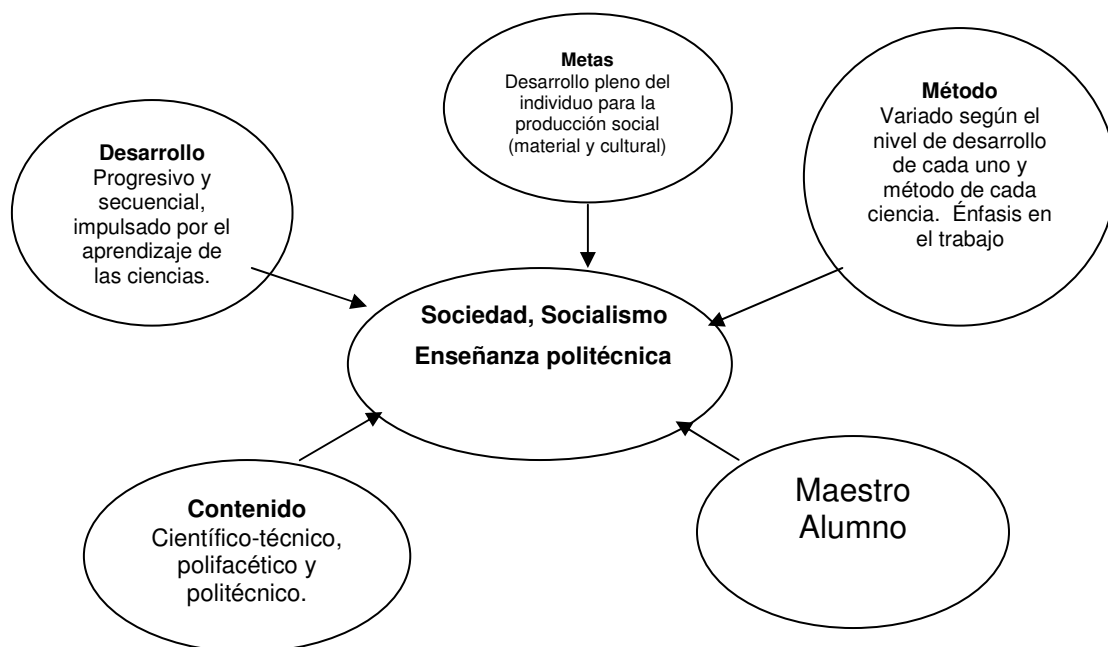 Metas
Desarrollo pleno del
individuo para la
producción social
(material y cultural)
Método
Variado según el
nivel de desarrollo
de cada uno y
método de cada
ciencia. Énfasis en
el trabajo
Desarrollo
Progresivo y
secuencial,
impulsado por el
aprendizaje de
las ciencias.
Sociedad, Socialismo
Enseñanza politécnica
Contenido
Científico-técnico,
polifacético y
politécnico.
Maestro
Alumno